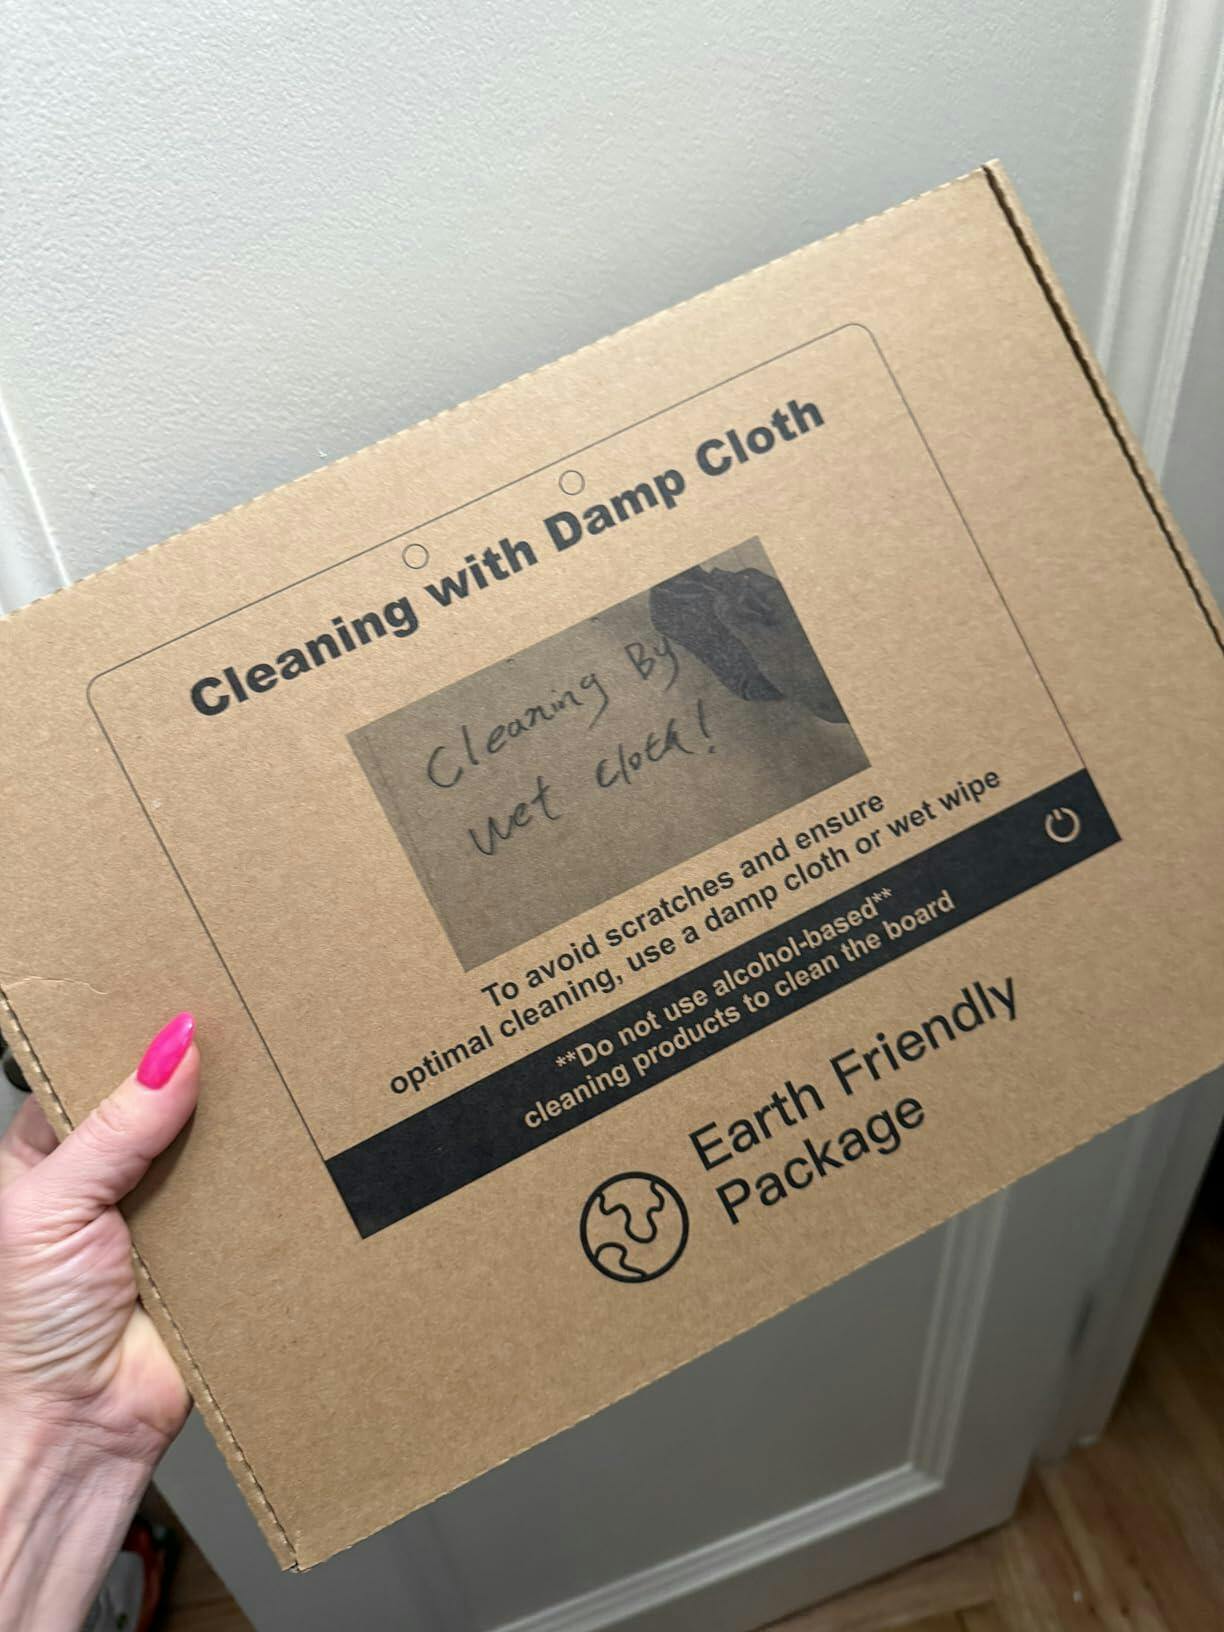 Cleaning with Damp Cloth
Cleaning By
wet cloth!
To avoid scratches and ensure
optimal cleaning, use a damp cloth or wet wipe
**Do not use alcohol-based**
cleaning products to clean the board
Earth Friendly
Package